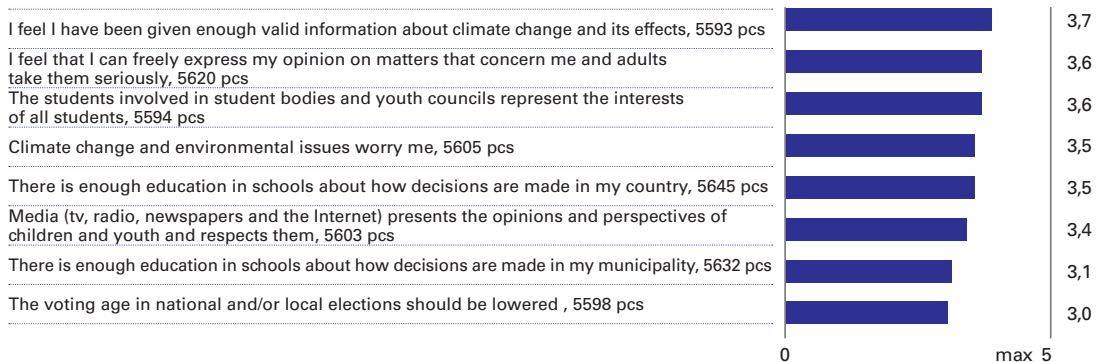 I feel I have been given enough valid information about climate change and its effects, 5593 pcs
3,7
I feel that I can freely express my opinion on matters that concern me and adults
take them seriously, 5620 pcs
3,6
The students involved in student bodies and youth councils represent the interests
of all students, 5594 pcs
3,6
Climate change and environmental issues worry me, 5605 pcs
3,5
There is enough education in schools about how decisions are made in my country, 5645 pcs
3,5
Media (tv, radio, newspapers and the Internet) presents the opinions and perspectives of
children and youth and respects them, 5603 pcs
3,4
There is enough education in schools about how decisions are made in my municipality, 5632 pcs
3,1
The voting age in national and/or local elections should be lowered , 5598 pcs
3,0
0 max 5